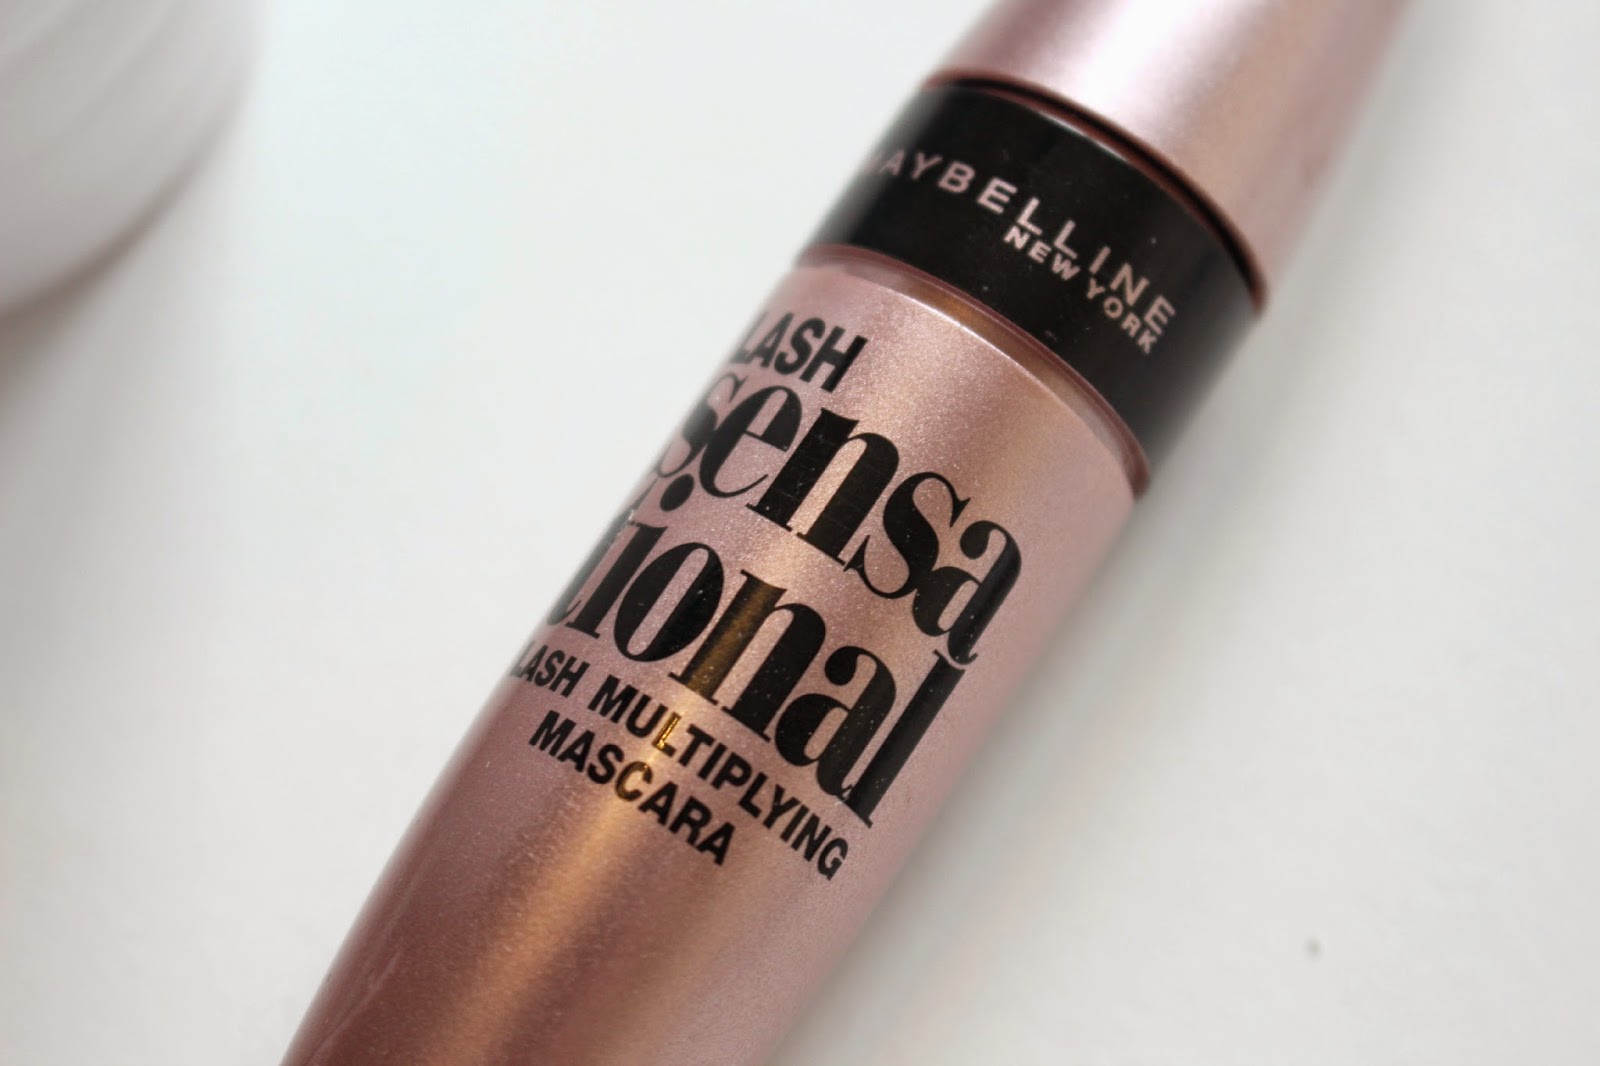 MAYBELLINE
NEW YORK
LASH
sensa
tional
LASH MULTIPLYING
MASCARA